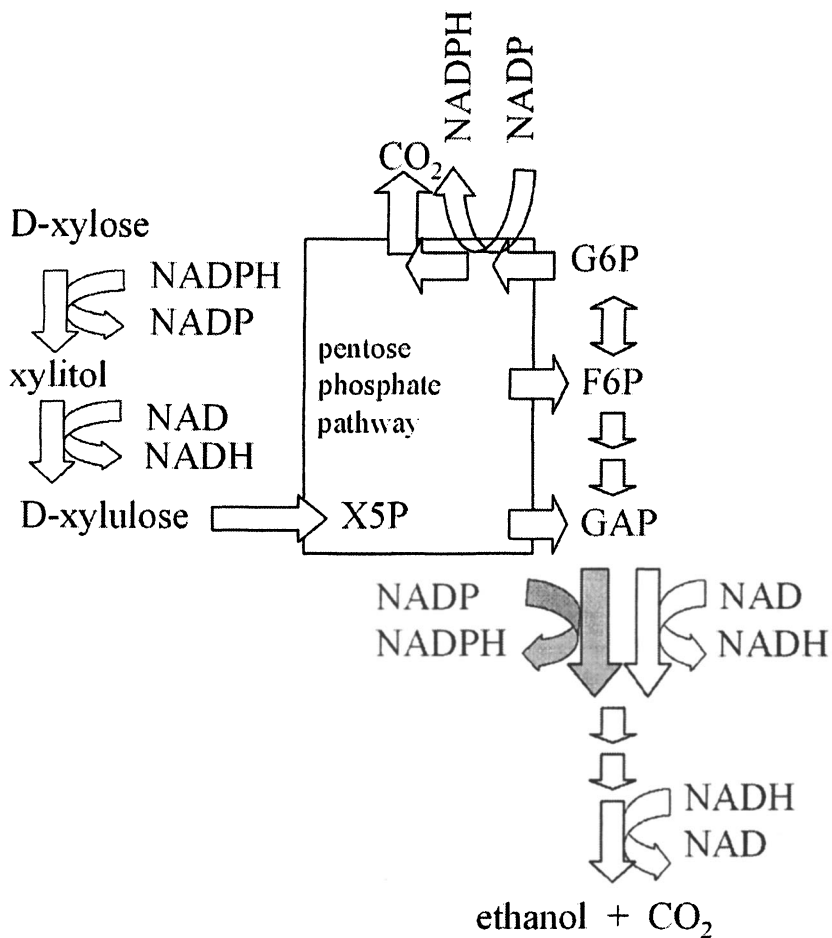 NADPH
NADP
CO₂
D-xylose
G6P
NADPH
NADP
pentose
phosphate
pathway
xylitol
F6P
NAD
NADH
D-xylulose
X5P
GAP
NADP
NAD
NADPH
NADH
NADH
NAD
ethanol + CO₂